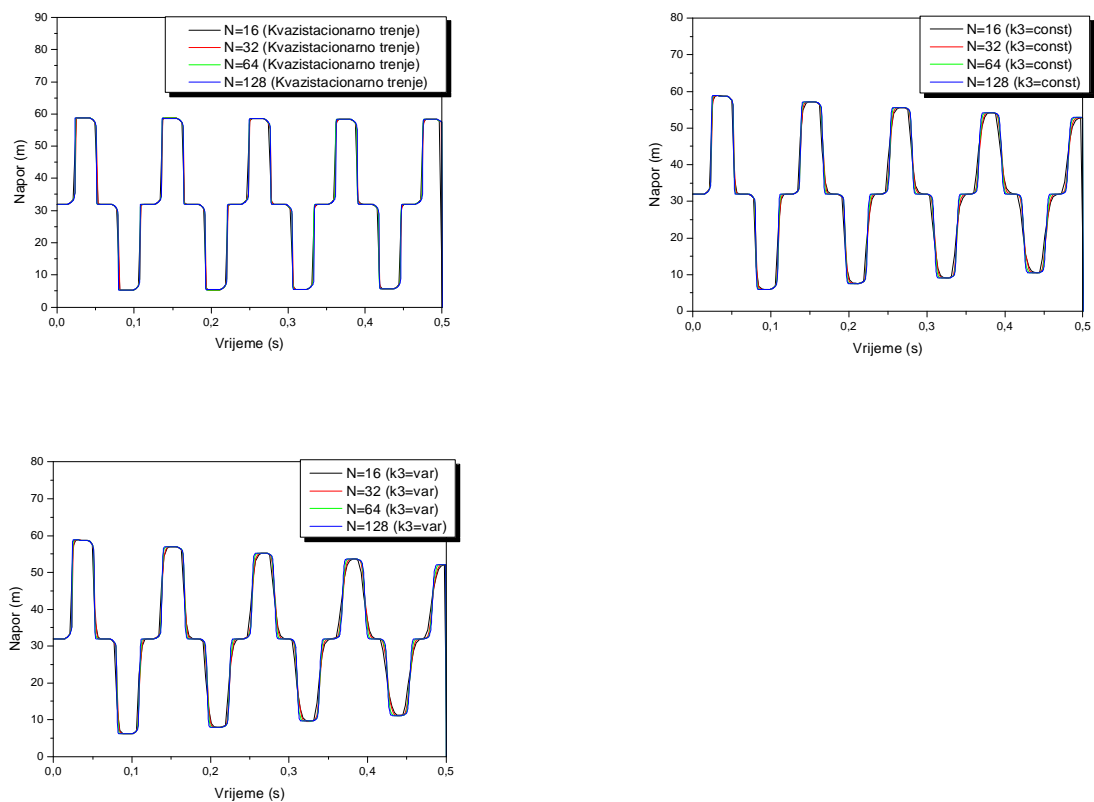 90
80
70
60
50
40
30
20
10
0
Napor (m)
N=16 (Kvazistacionarno trenje)
N=32 (Kvazistacionarno trenje)
N=64 (Kvazistacionarno trenje)
N=128 (Kvazistacionarno trenje)
0,0 0,1 0,2 0,3 0,4 0,5
Vrijeme (s)
80
70
60
50
40
30
20
10
0
Napor (m)
N=16 (k3=const)
N=32 (k3=const)
N=64 (k3=const)
N=128 (k3=const)
0,0 0,1 0,2 0,3 0,4 0,5
Vrijeme (s)
80
70
60
50
40
30
20
10
0
Napor (m)
N=16 (k3=var)
N=32 (k3=var)
N=64 (k3=var)
N=128 (k3=var)
0,0 0,1 0,2 0,3 0,4 0,5
Vrijeme (s)